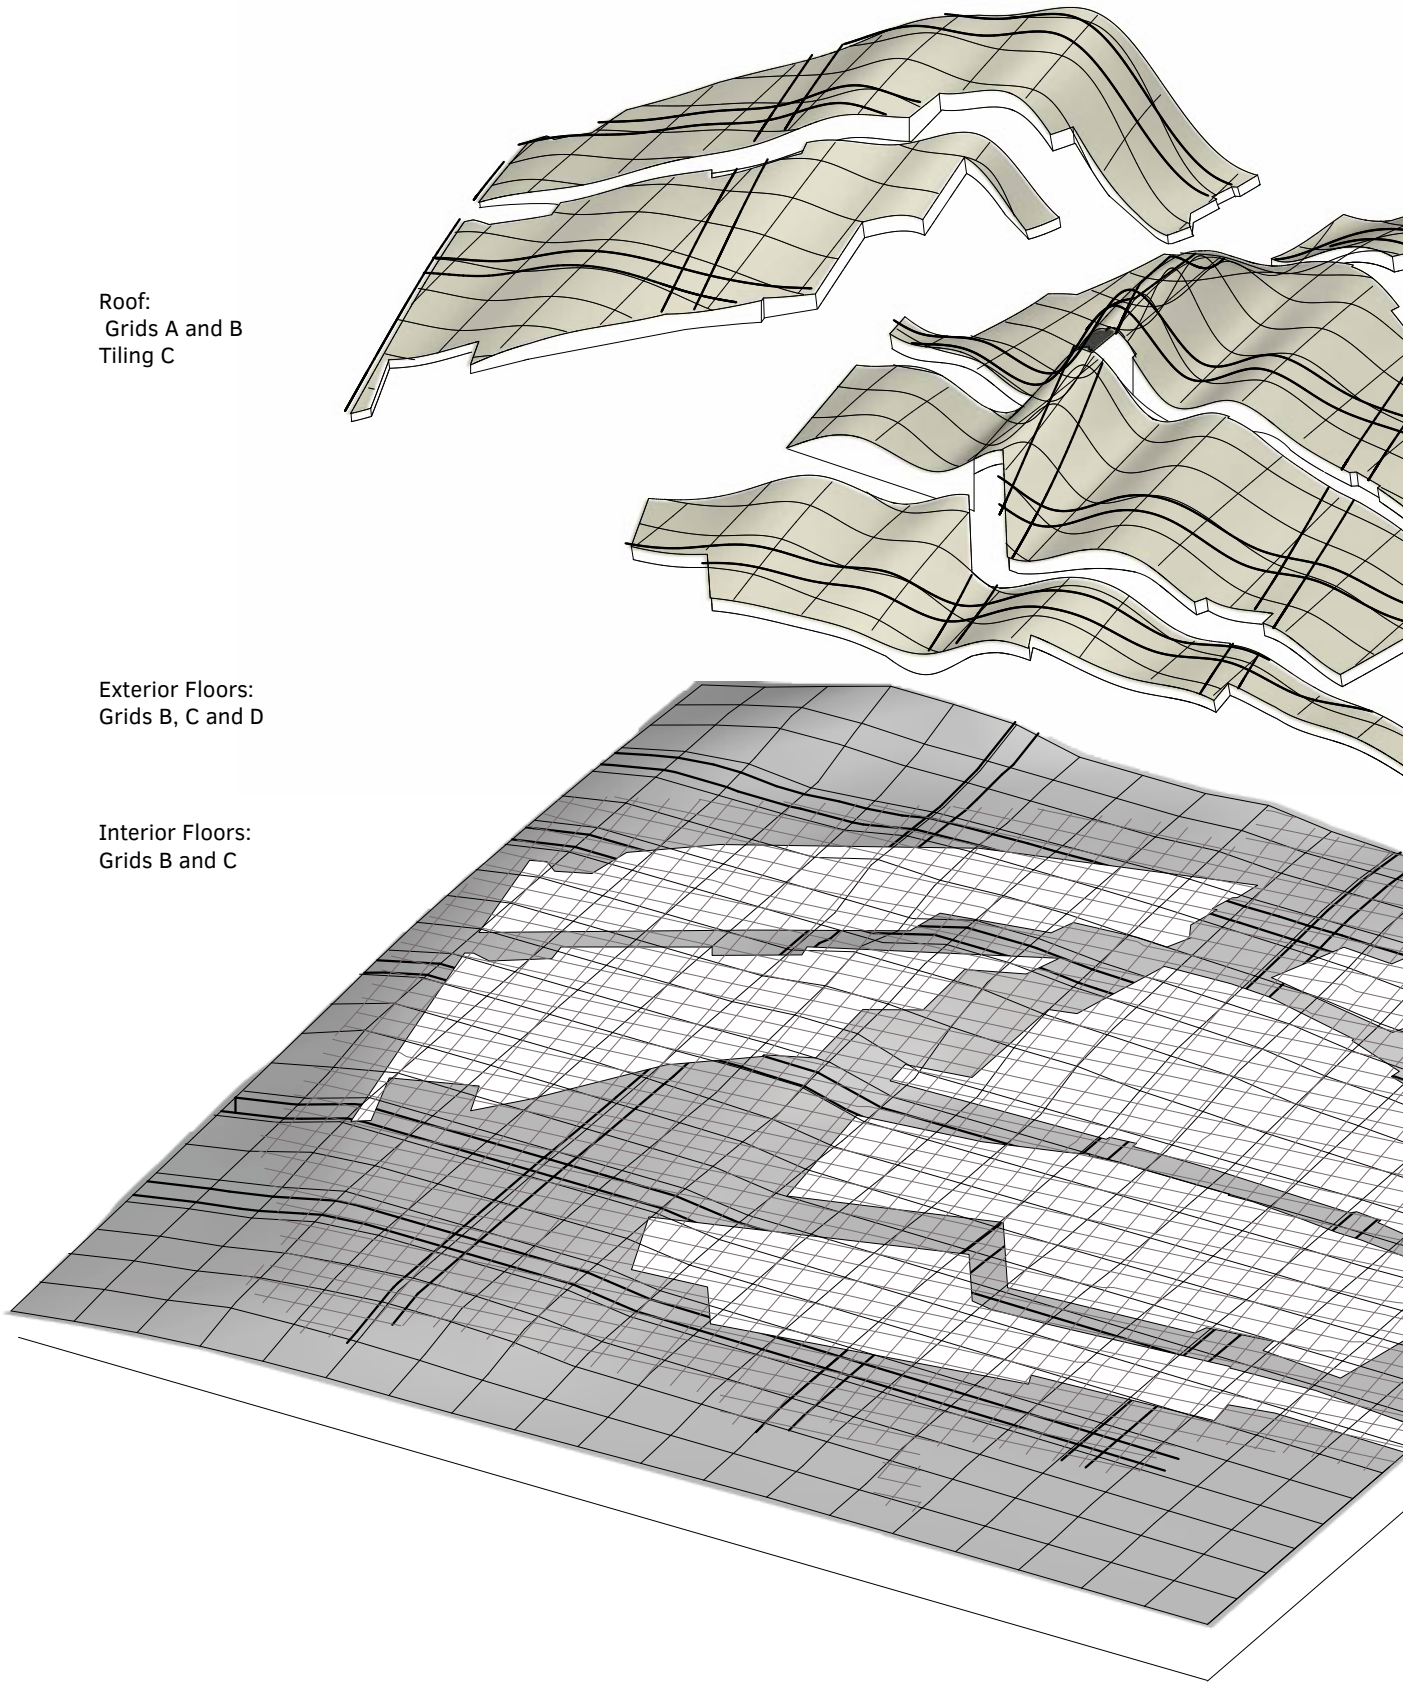 Roof:
Grids A and B
Tiling C
Exterior Floors:
Grids B, C and D
Interior Floors:
Grids B and C